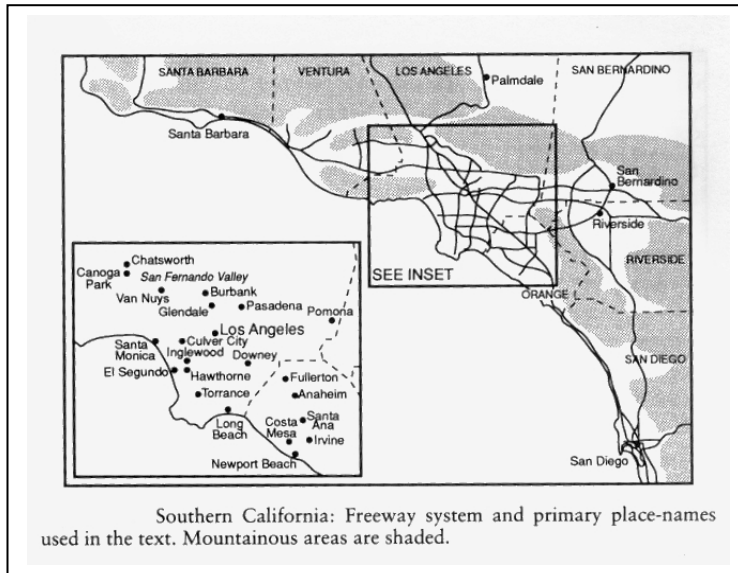 SANTA BARBARA
VENTURA
LOS ANGELES
SAN BERNARDINO
Palmdale
Santa Barbara
San
Bernardino
Riverside
SEE INSET
RIVERSIDE
ORANGE
SAN DIEGO
San Diego
Chatsworth
Canoga
Park
San Fernando Valley
Van Nuys
Burbank
Glendale
Pasadena
Pomona
Los Angeles
Santa
Monica
Culver City
Inglewood
Downey
El Segundo
Hawthorne
Fullerton
Torrance
Anaheim
Long
Beach
Costa
Mesa
Santa
Ana
Irvine
Newport Beach
Southern California: Freeway system and primary place-names
used in the text. Mountainous areas are shaded.